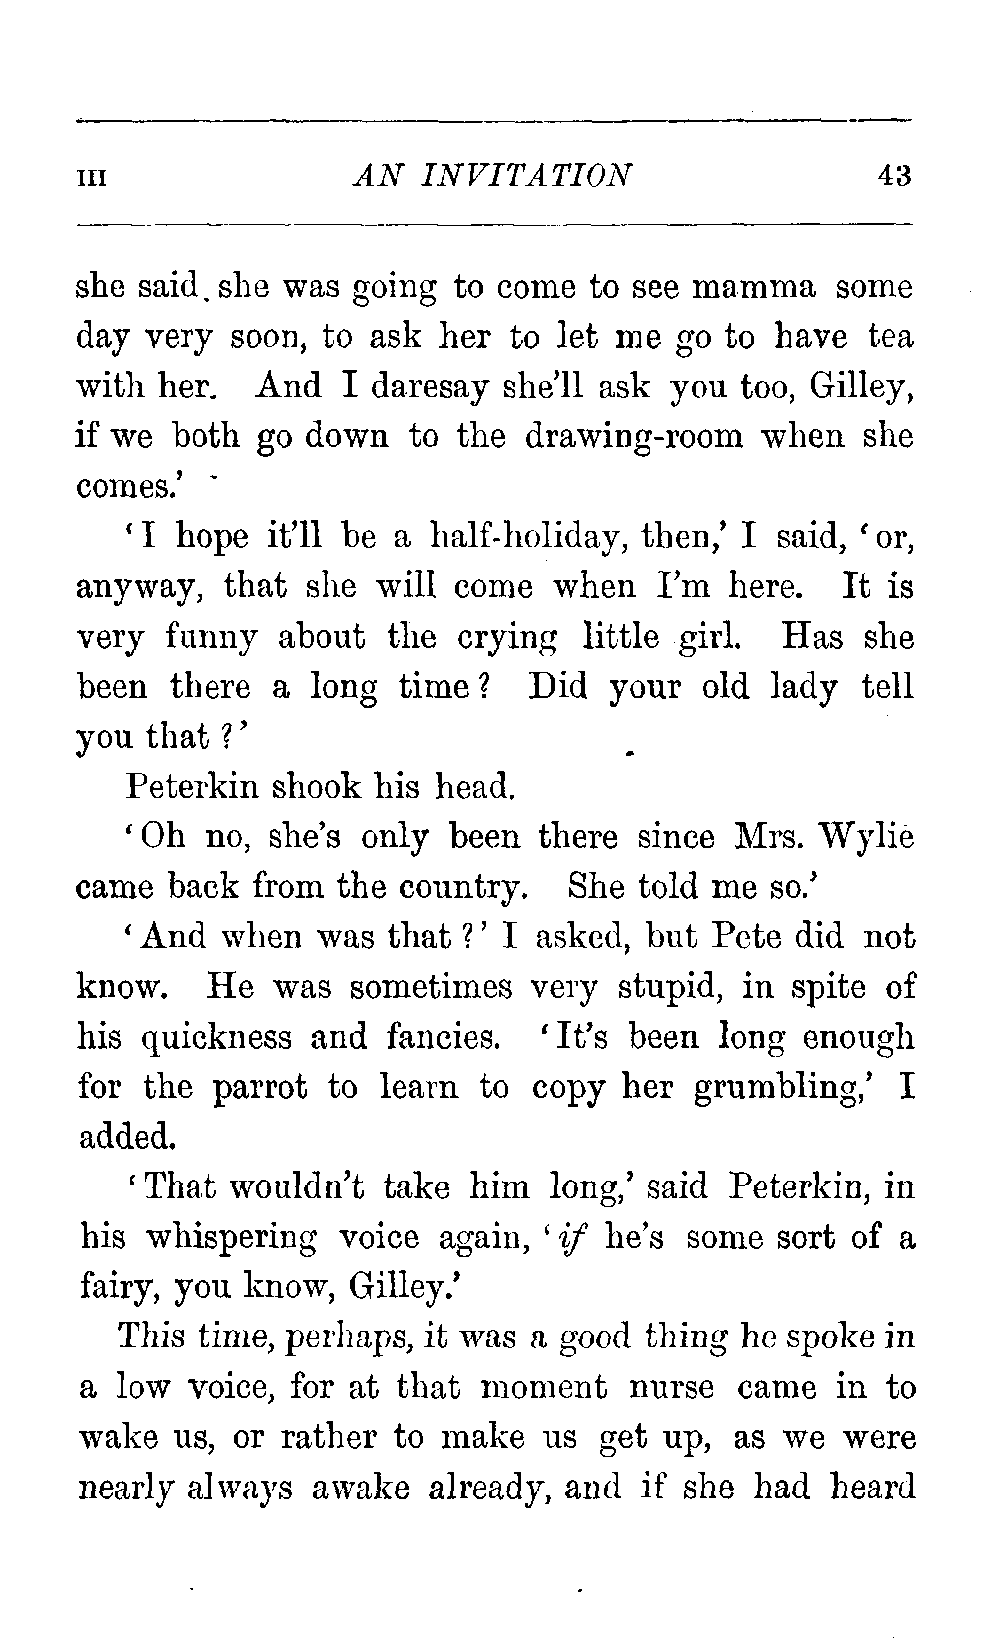 III AN INVITATION 43
she said she was going to come to see mamma some
day very soon, to ask her to let me go to have tea
with her. And I daresay she'll ask you too, Gilley,
if we both go down to the drawing-room when she
comes.'
'I hope it'll be a half-holiday, then,' I said, 'or,
anyway, that she will come when I'm here. It is
very funny about the crying little girl. Has she
been there a long time? Did your old lady tell
you that?'
Peterkin shook his head.
'Oh no, she's only been there since Mrs. Wylie
came back from the country. She told me so.'
'And when was that?' I asked, but Pete did not
know. He was sometimes very stupid, in spite of
his quickness and fancies. 'It's been long enough
for the parrot to learn to copy her grumbling,' I
added.
'That wouldn't take him long,' said Peterkin, in
his whispering voice again, 'if he's some sort of a
fairy, you know, Gilley.'
This time, perhaps, it was a good thing he spoke in
a low voice, for at that moment nurse came in to
wake us, or rather to make us get up, as we were
nearly always awake already, and if she had heard